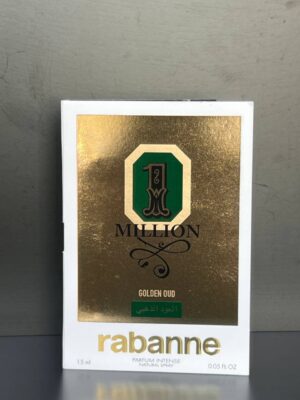 1
MILLION
GOLDEN OUD
العود الذهبي
rabanne
PARFUM INTENSE
NATURAL SPRAY
1.5 ml
0.05 fl. OZ